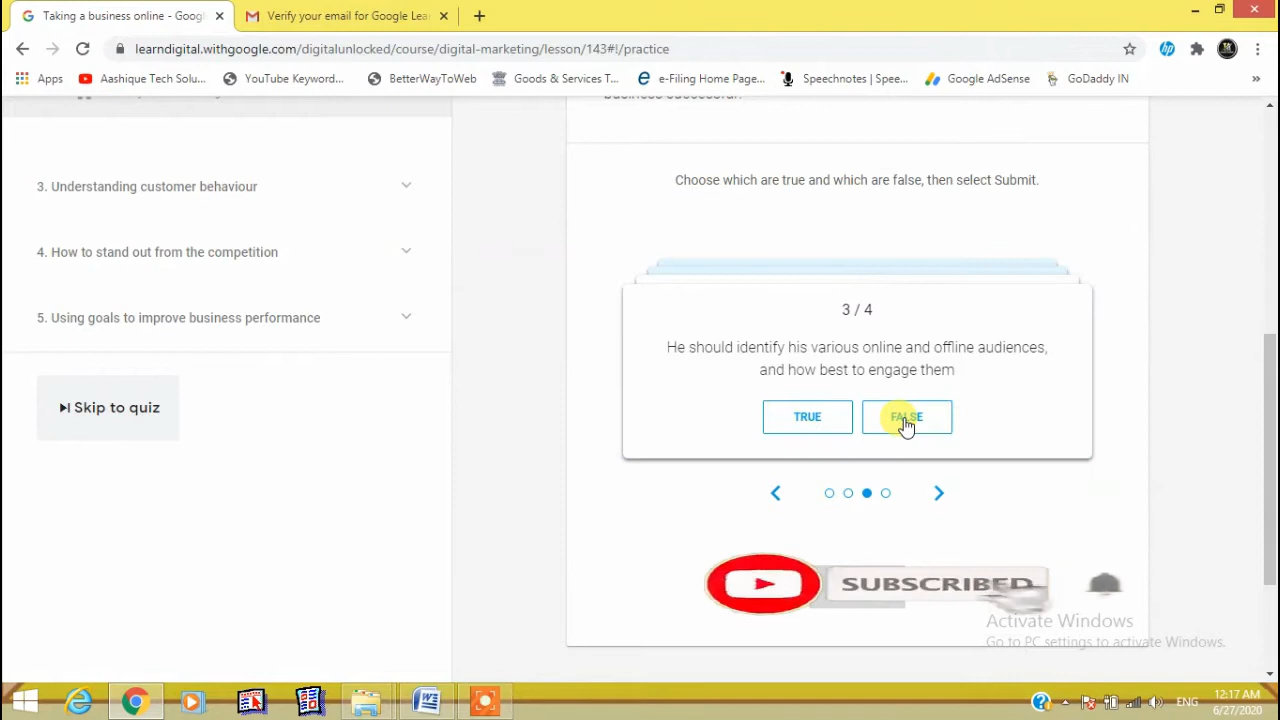 Taking a business online - Goog
Verify your email for Google Lea
learndigital.withgoogle.com/digitalunlocked/course/digital-marketing/lesson/143#!/practice
Apps
Aashique Tech Solu...
YouTube Keyword...
BetterWayToWeb
Goods & Services T...
e-Filing Home Page...
Speechnotes | Spee...
Google AdSense
GoDaddy IN
»
business successful.
Choose which are true and which are false, then select Submit.
3. Understanding customer behaviour
4. How to stand out from the competition
5. Using goals to improve business performance
Skip to quiz
3 / 4
He should identify his various online and offline audiences,
and how best to engage them
TRUE
FALSE
SUBSCRIBED
Activate Windows
Go to PC settings to activate Windows.
ENG
12:17 AM
6/27/2020